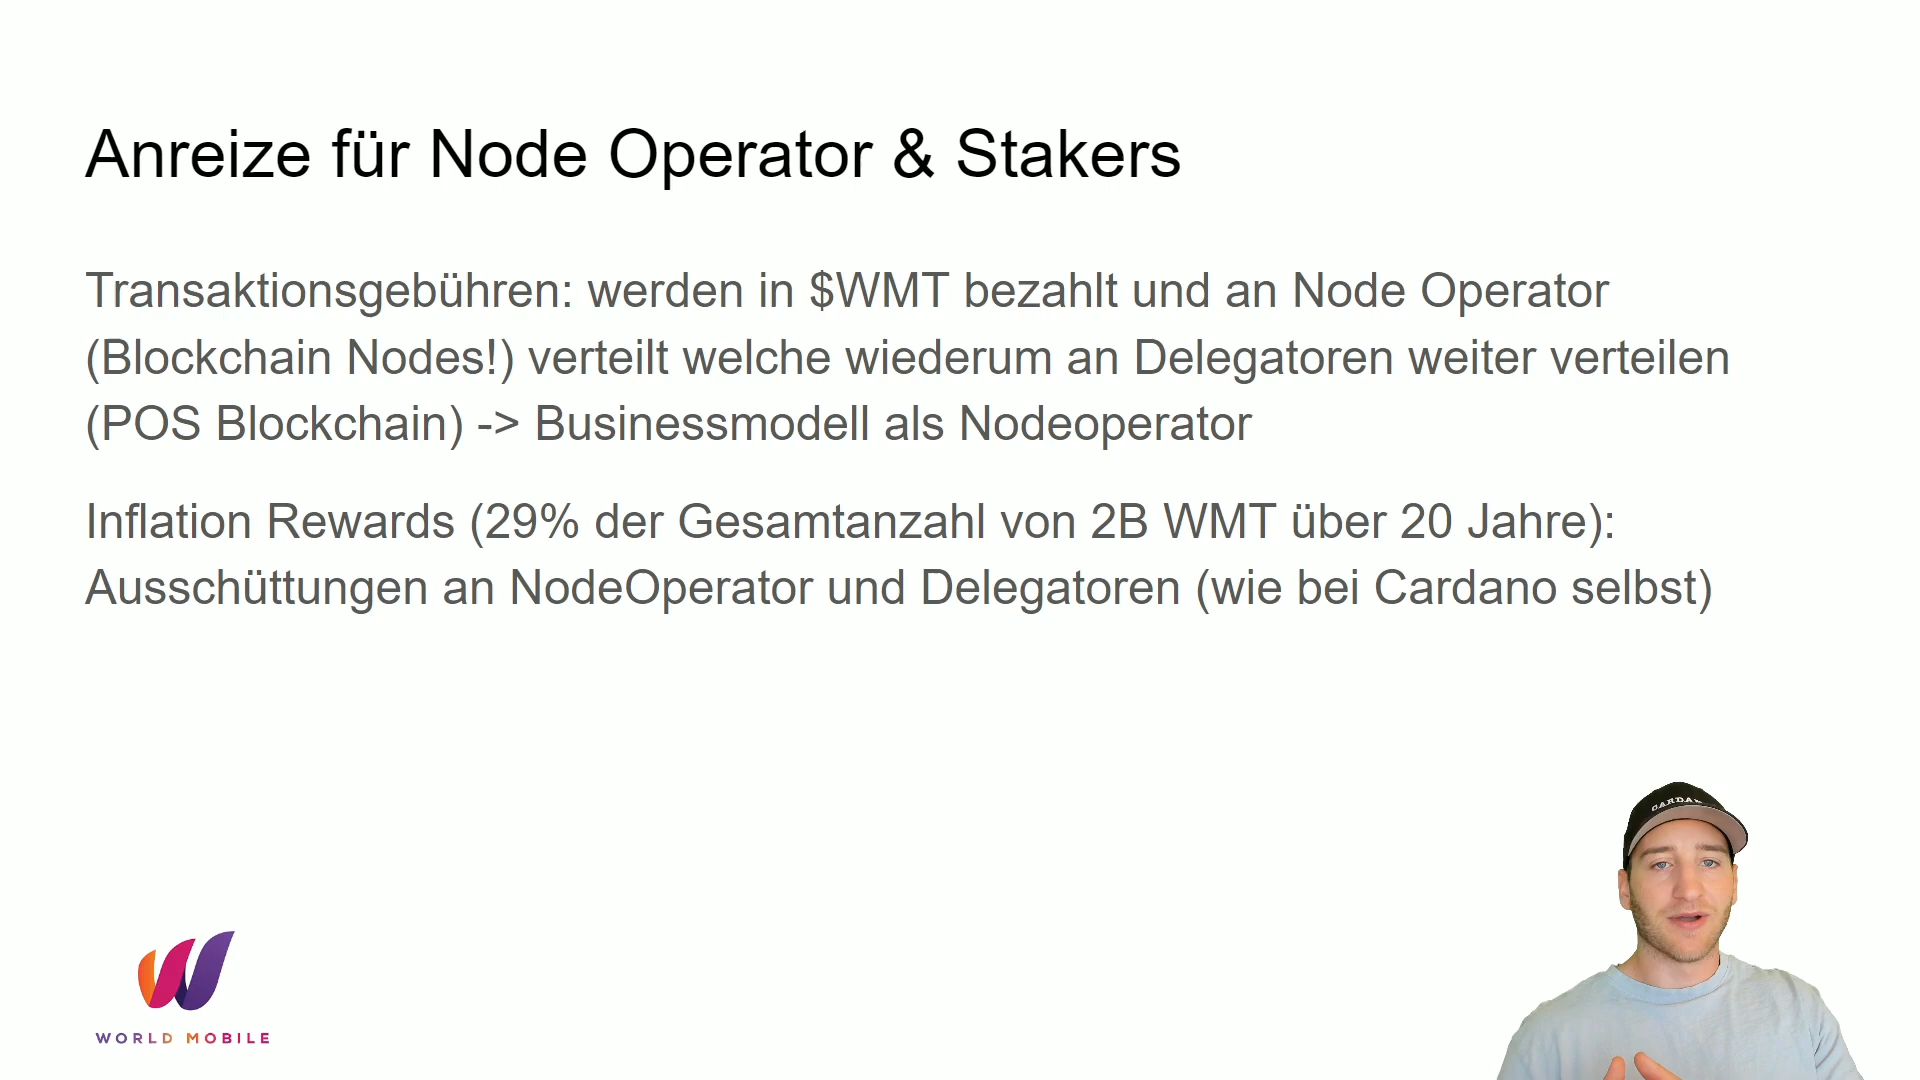 Anreize für Node Operator & Stakers
Transaktionsgebühren: werden in $WMT bezahlt und an Node Operator
(Blockchain Nodes!) verteilt welche wiederum an Delegatoren weiter verteilen
(POS Blockchain) -> Businessmodell als Nodeoperator
Inflation Rewards (29% der Gesamtanzahl von 2B WMT über 20 Jahre):
Ausschüttungen an NodeOperator und Delegatoren (wie bei Cardano selbst)
WORLD MOBILE